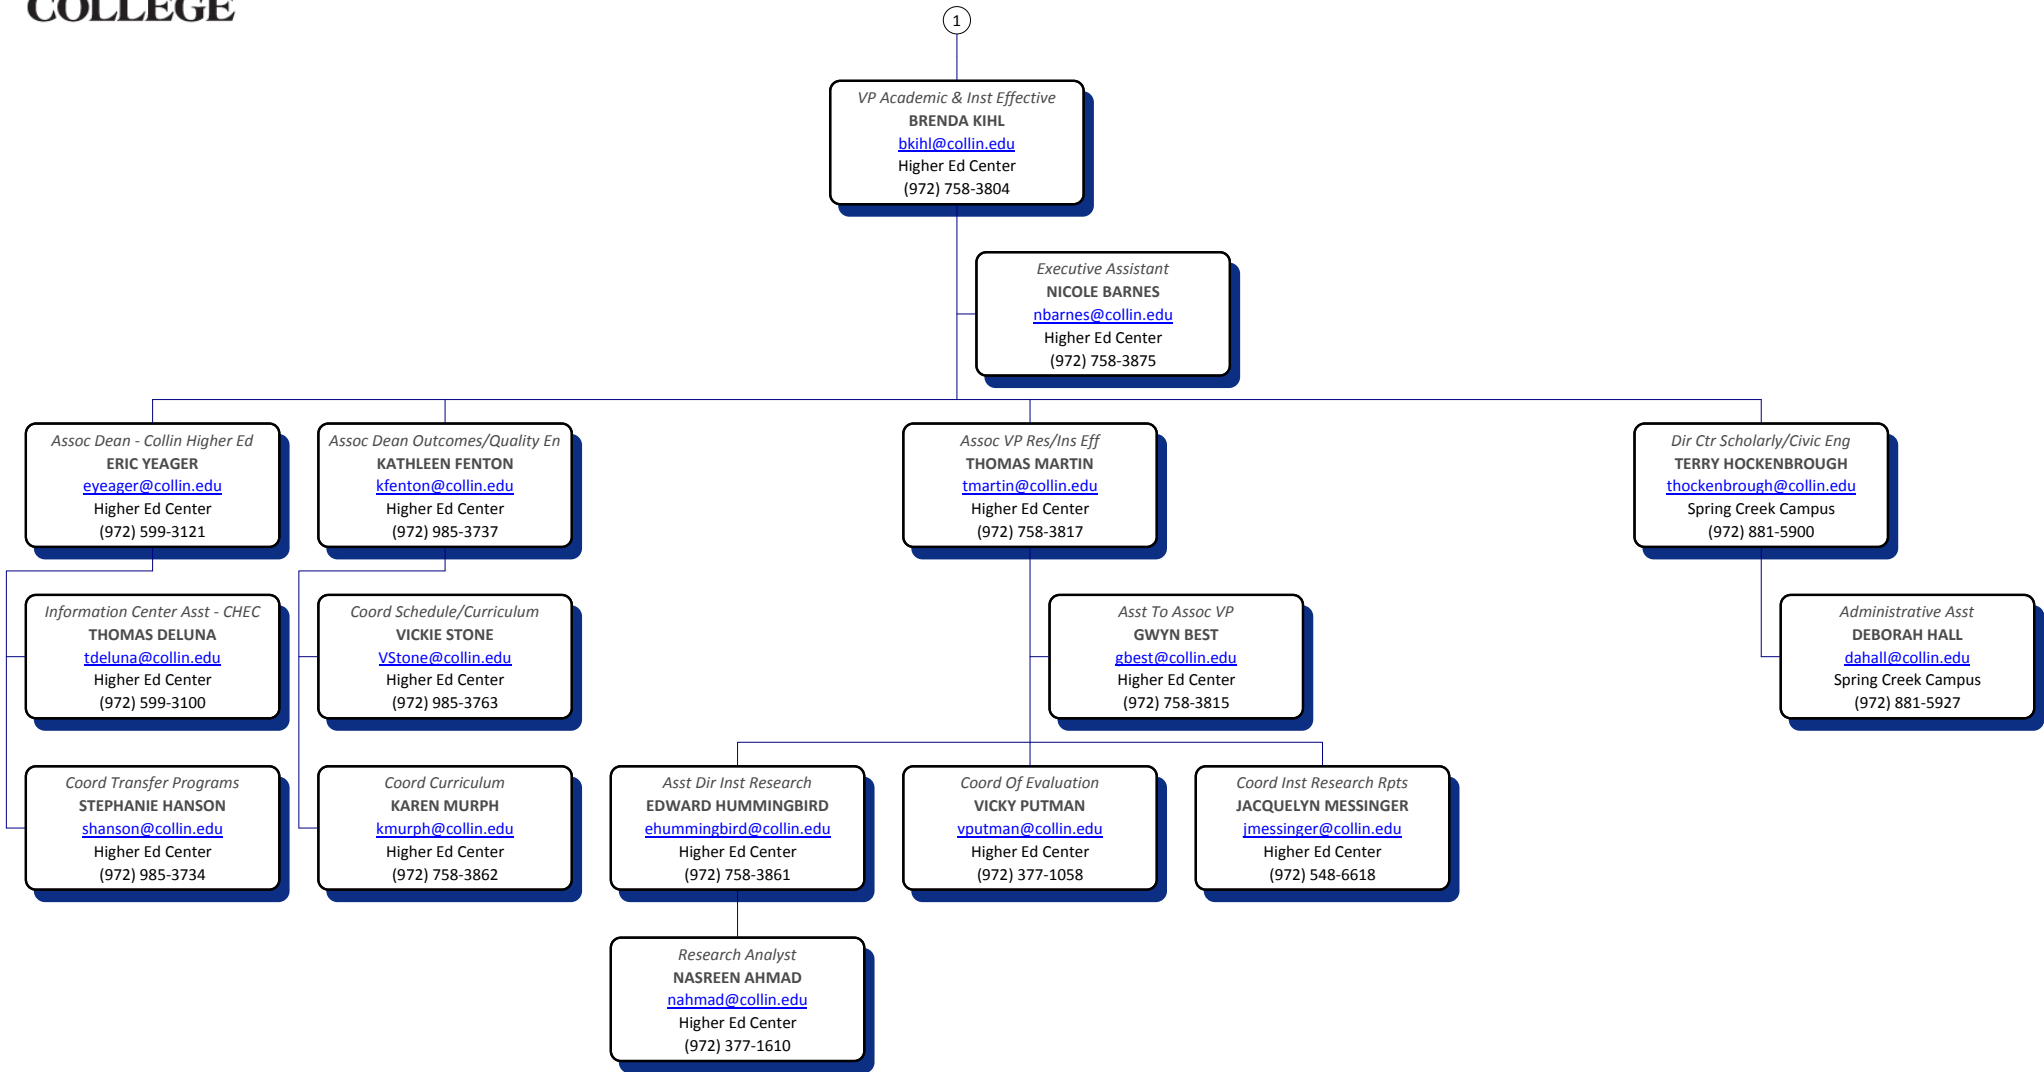 COLLEGE
1
VP Academic & Inst Effective
BRENDA KIHL
bkihl@collin.edu
Higher Ed Center
(972) 758-3804
Executive Assistant
NICOLE BARNES
nbarnes@collin.edu
Higher Ed Center
(972) 758-3875
Assoc Dean - Collin Higher Ed
ERIC YEAGER
eyeager@collin.edu
Higher Ed Center
(972) 599-3121
Assoc Dean Outcomes/Quality En
KATHLEEN FENTON
kfenton@collin.edu
Higher Ed Center
(972) 985-3737
Assoc VP Res/Ins Eff
THOMAS MARTIN
tmartin@collin.edu
Higher Ed Center
(972) 758-3817
Dir Ctr Scholarly/Civic Eng
TERRY HOCKENBROUGH
thockenbrough@collin.edu
Spring Creek Campus
(972) 881-5900
Information Center Asst - CHEC
THOMAS DELUNA
tdeluna@collin.edu
Higher Ed Center
(972) 599-3100
Coord Schedule/Curriculum
VICKIE STONE
VStone@collin.edu
Higher Ed Center
(972) 985-3763
Asst To Assoc VP
GWYN BEST
gbest@collin.edu
Higher Ed Center
(972) 758-3815
Administrative Asst
DEBORAH HALL
dahall@collin.edu
Spring Creek Campus
(972) 881-5927
Coord Transfer Programs
STEPHANIE HANSON
shanson@collin.edu
Higher Ed Center
(972) 985-3734
Coord Curriculum
KAREN MURPH
kmurph@collin.edu
Higher Ed Center
(972) 758-3862
Asst Dir Inst Research
EDWARD HUMMINGBIRD
ehummingbird@collin.edu
Higher Ed Center
(972) 758-3861
Coord Of Evaluation
VICKY PUTMAN
vputman@collin.edu
Higher Ed Center
(972) 377-1058
Coord Inst Research Rpts
JACQUELYN MESSINGER
jmessinger@collin.edu
Higher Ed Center
(972) 548-6618
Research Analyst
NASREEN AHMAD
nahmad@collin.edu
Higher Ed Center
(972) 377-1610